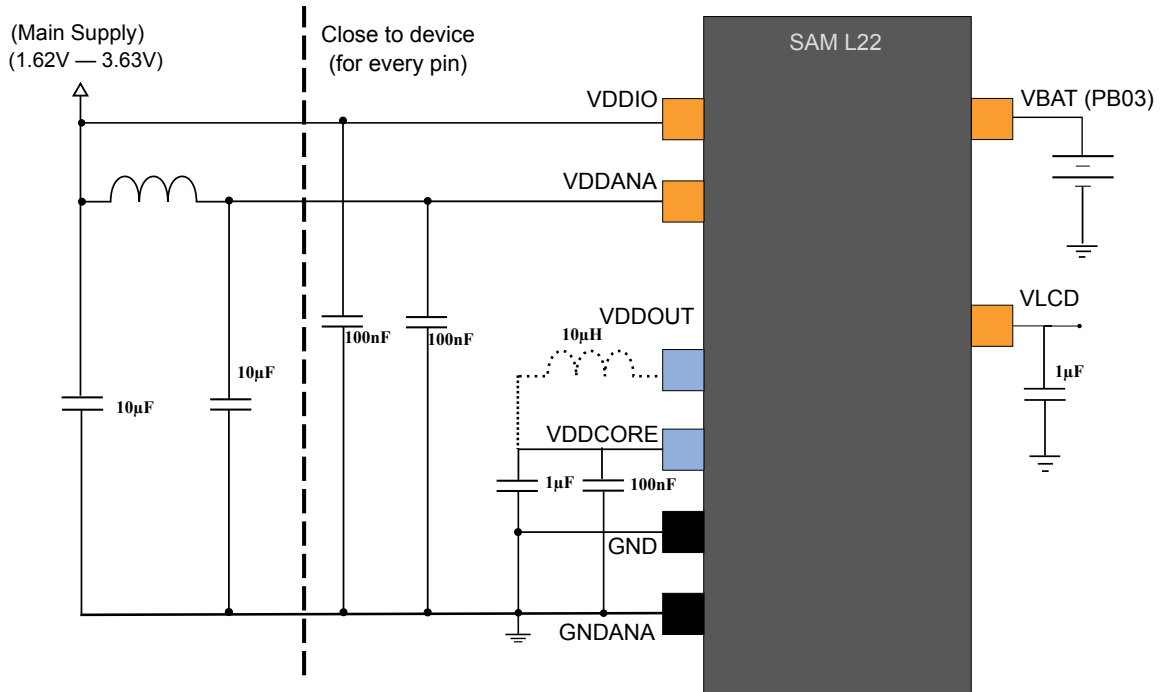 (Main Supply)
(1.62V — 3.63V)
Close to device
(for every pin)
SAM L22
VDDIO
VBAT (PB03)
VDDANA
VLCD
VDDOUT
10µH
100nF
100nF
10µF
10µF
1µF
VDDCORE
1µF
100nF
GND
GNDANA